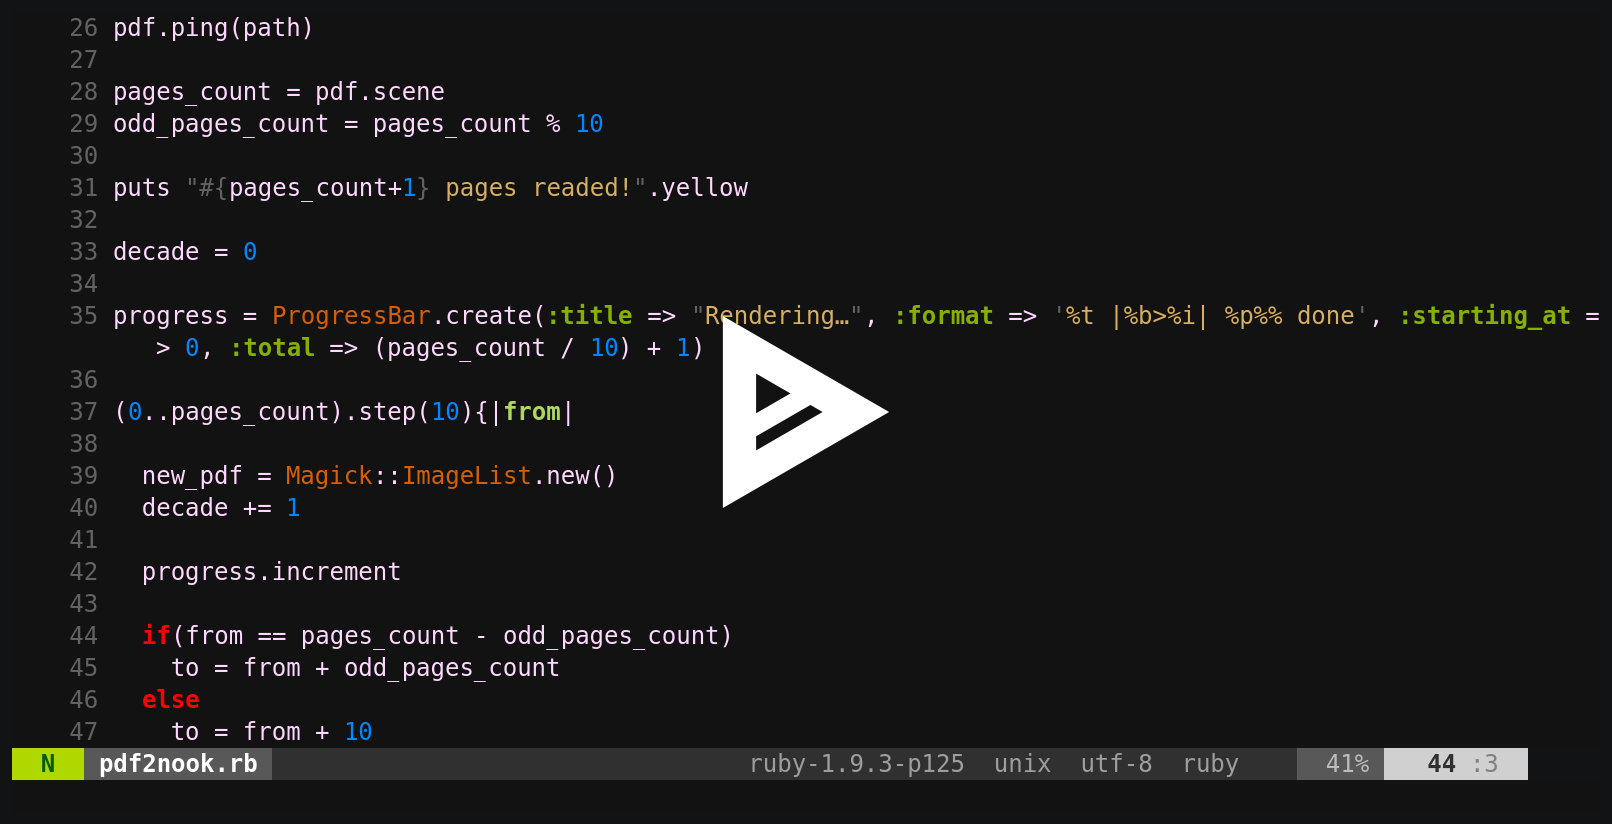 26 pdf.ping(path)
27
28 pages_count = pdf.scene
29 odd_pages_count = pages_count % 10
30
31 puts "#{pages_count+1} pages readed!".yellow
32
33 decade = 0
34
35 progress = ProgressBar.create(:title => "Rendering…", :format => '%t |%b>%i| %p%% done', :starting_at =
> 0, :total => (pages_count / 10) + 1)
36
37 (0..pages_count).step(10){|from|
38
39   new_pdf = Magick::ImageList.new()
40   decade += 1
41
42   progress.increment
43
44   if(from == pages_count - odd_pages_count)
45     to = from + odd_pages_count
46   else
47     to = from + 10
N pdf2nook.rb ruby-1.9.3-p125 unix utf-8 ruby 41% 44 :3